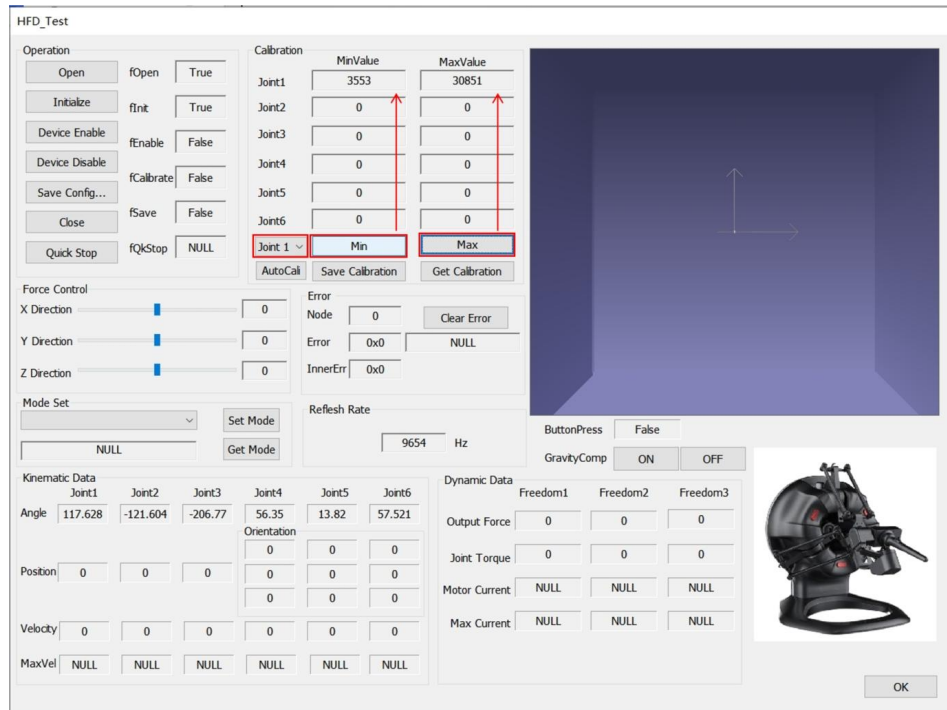 HFD_Test
Operation
Open fOpen True
Initialize fInit True
Device Enable fEnable False
Device Disable fCalibrate False
Save Config... fSave False
Close
Quick Stop fQkStop NULL
Calibration
MinValue MaxValue
Joint1 3553 30851
Joint2 0 0
Joint3 0 0
Joint4 0 0
Joint5 0 0
Joint6 0 0
Joint 1 Min Max
AutoCali Save Calibration Get Calibration
Force Control
X Direction 0
Y Direction 0
Z Direction 0
Error
Node 0 Clear Error
Error 0x0 NULL
InnerErr 0x0
Mode Set
Set Mode
NULL Get Mode
Reflesh Rate
9654 Hz
ButtonPress False
GravityComp ON OFF
Kinematic Data
Joint1 Joint2 Joint3 Joint4 Joint5 Joint6
Angle 117.628 -121.604 -206.77 56.35 13.82 57.521
Orientation
0 0 0
Position 0 0 0 0 0 0
0 0 0
Velocity 0 0 0 0 0 0
MaxVel NULL NULL NULL NULL NULL NULL
Dynamic Data
Freedom1 Freedom2 Freedom3
Output Force 0 0 0
Joint Torque 0 0 0
Motor Current NULL NULL NULL
Max Current NULL NULL NULL
OK